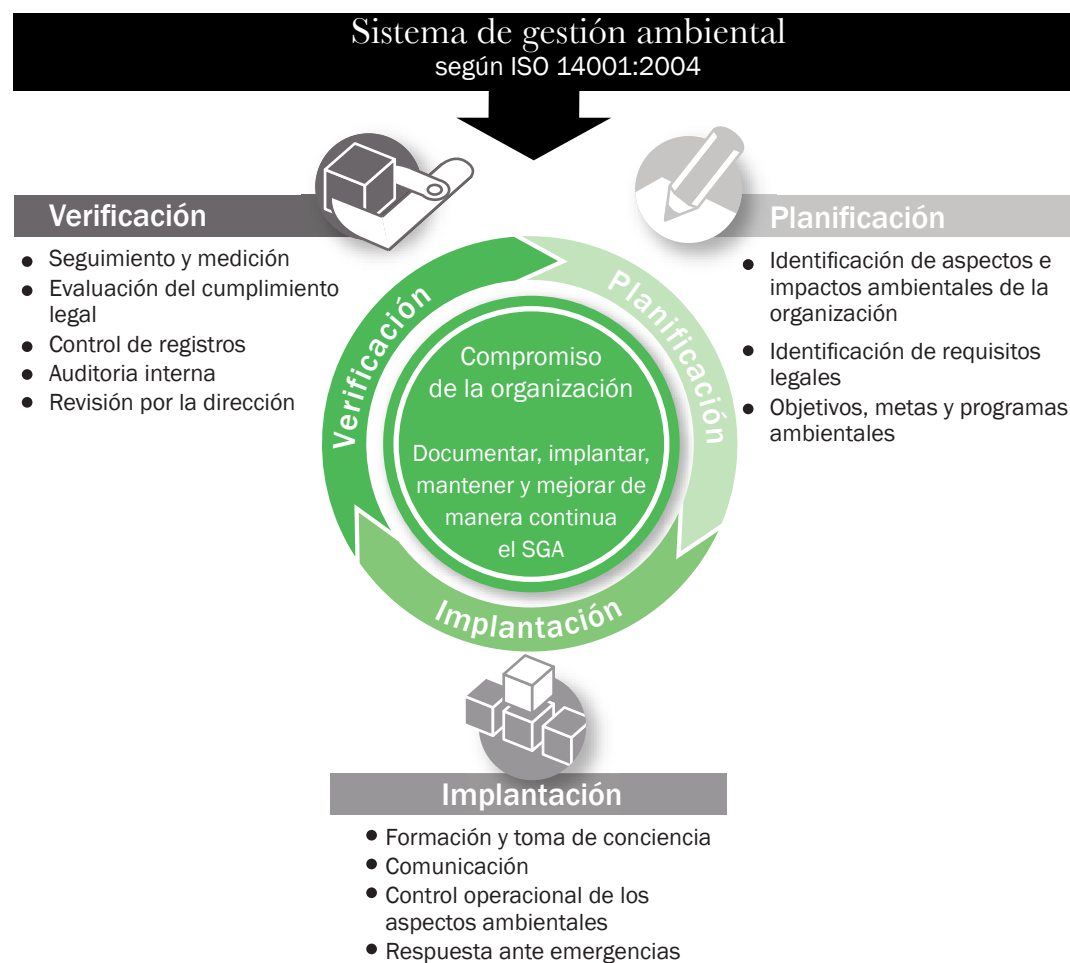 Sistema de gestión ambiental
según ISO 14001:2004
Verificación
Seguimiento y medición
Evaluación del cumplimiento
legal
Control de registros
Auditoria interna
Revisión por la dirección
Planificación
Identificación de aspectos e
impactos ambientales de la
organización
Identificación de requisitos
legales
Objetivos, metas y programas
ambientales
Verificación
Planificación
Implantación
Compromiso
de la organización
Documentar, implantar,
mantener y mejorar de
manera continua
el SGA
Implantación
Formación y toma de conciencia
Comunicación
Control operacional de los
aspectos ambientales
Respuesta ante emergencias